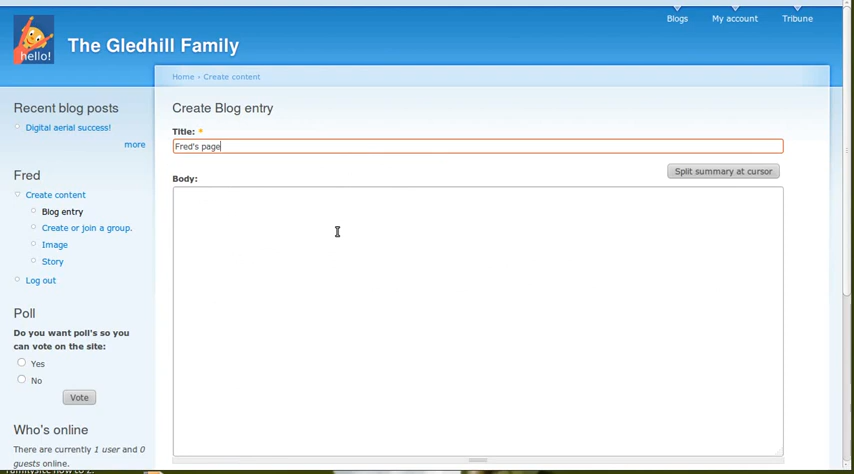 Blogs
My account
Tribune
hello!
The Gledhill Family
Home › Create content
Recent blog posts
Digital aerial success!
more
Fred
Create content
Blog entry
Create or join a group.
Image
Story
Log out
Poll
Do you want poll's so you
can vote on the site:
Yes
No
Vote
Who's online
There are currently 1 user and 0
guests online.
Create Blog entry
Title: *
Fred's page
Split summary at cursor
Body: